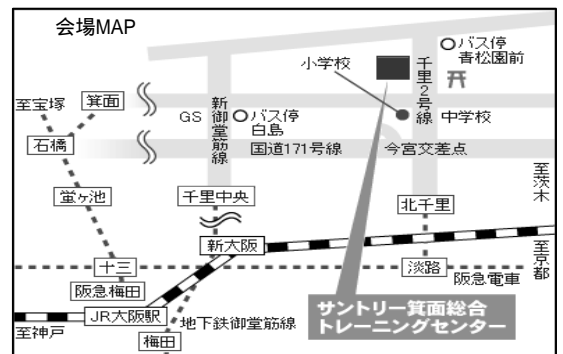 会場MAP
バス停
青松園前
小学校
千里2号線
至宝塚
箕面
GS
新御堂筋線
バス停
白島
中学校
石橋
国道171号線
今宮交差点
至茨木
蛍ヶ池
千里中央
北千里
新大阪
至京都
十三
淡路
阪急電車
阪急梅田
サントリー箕面総合
トレーニングセンター
JR大阪駅
地下鉄御堂筋線
至神戸
梅田